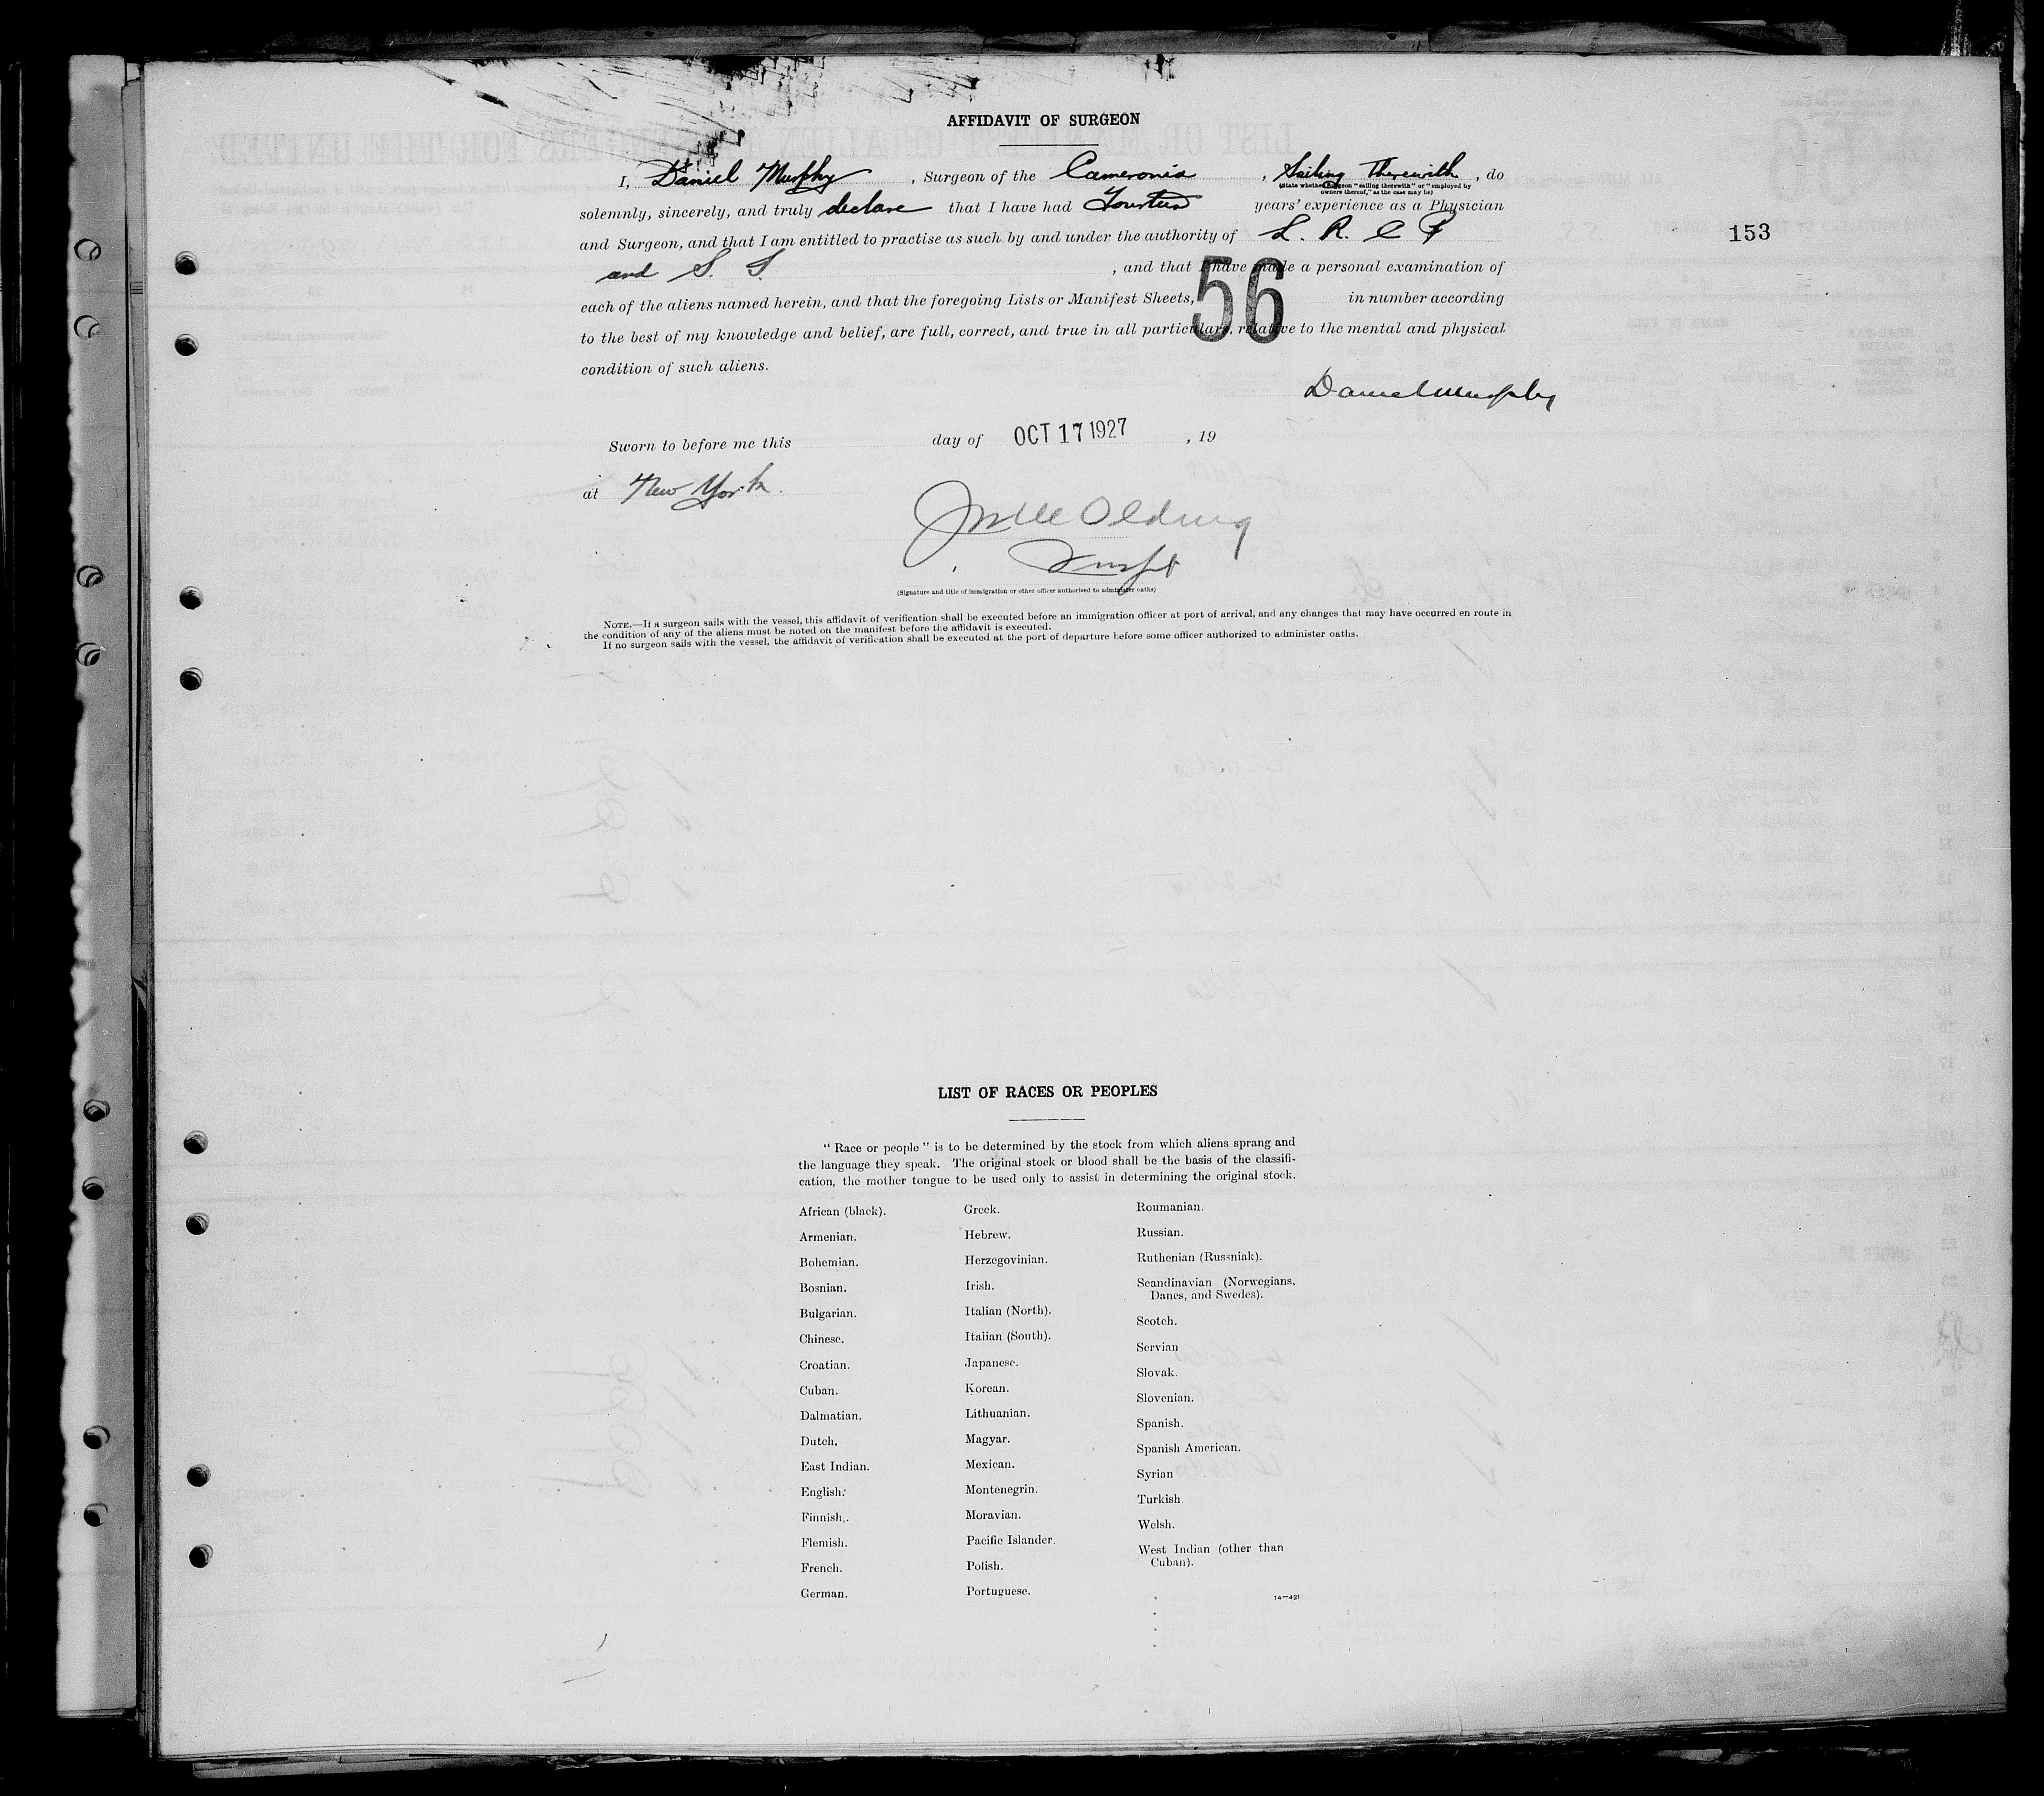 AFFIDAVIT OF SURGEON
I, Daniel Murphy, Surgeon of the Cameronia, Sailing Therewith, do
(State whether Surgeon "sailing therewith" or "employed by
owners thereof," as the case may be)
solemnly, sincerely, and truly declare that I have had Fourteen years' experience as a Physician
153
and Surgeon, and that I am entitled to practise as such by and under the authority of L. R. C P
and S. , and that I have made a personal examination of
56
each of the aliens named herein, and that the foregoing Lists or Manifest Sheets, in number according
to the best of my knowledge and belief, are full, correct, and true in all particulars, relative to the mental and physical
condition of such aliens.
Daniel Murphy
Sworn to before me this day of OCT 17 1927, 19
at New York.
(Signature and title of immigration or other officer authorized to administer oaths)
NOTE.—If a surgeon sails with the vessel, this affidavit of verification shall be executed before an immigration officer at port of arrival, and any changes that may have occurred en route in
the condition of any of the aliens must be noted on the manifest before the affidavit is executed.
If no surgeon sails with the vessel, the affidavit of verification shall be executed at the port of departure before some officer authorized to administer oaths.
LIST OF RACES OR PEOPLES
"Race or people" is to be determined by the stock from which aliens sprang and
the language they speak. The original stock or blood shall be the basis of the classifi-
cation, the mother tongue to be used only to assist in determining the original stock.
African (black).
Armenian.
Bohemian.
Bosnian.
Bulgarian.
Chinese.
Croatian.
Cuban.
Dalmatian.
Dutch.
East Indian.
English.
Finnish.
Flemish.
French.
German.
Greek.
Hebrew.
Herzegovinian.
Irish.
Italian (North).
Italian (South).
Japanese.
Korean.
Lithuanian.
Magyar.
Mexican.
Montenegrin.
Moravian.
Pacific Islander.
Polish.
Portuguese.
Roumanian.
Russian.
Ruthenian (Russniak).
Scandinavian (Norwegians,
Danes, and Swedes).
Scotch.
Servian
Slovak.
Slovenian.
Spanish.
Spanish American.
Syrian
Turkish.
Welsh.
West Indian (other than
Cuban).
14—431